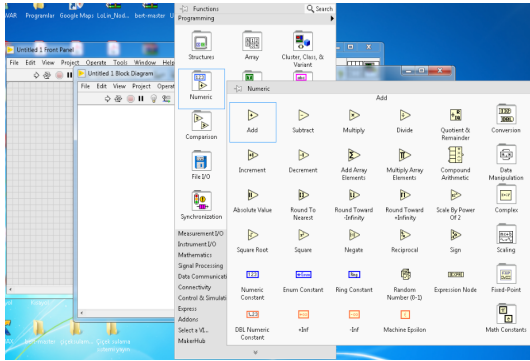 VAR Programlar Google Maps LoLin_Nod... bert-master
Functions
Search
Programming
Structures
Array
Cluster, Class, &
Variant
Numeric
Comparison
File I/O
Synchronization
Measurement I/O
Instrument I/O
Mathematics
Signal Processing
Data Communicati
Connectivity
Control & Simulati
Express
Addons
Select a VI...
MakerHub
Untitled 1 Front Panel
File Edit View Project Operate Tools Window Help
Untitled 1 Block Diagram
File Edit View Project Operat
Numeric
Add
Add
Subtract
Multiply
Divide
Quotient &
Remainder
Conversion
Increment
Decrement
Add Array
Elements
Multiply Array
Elements
Compound
Arithmetic
Data
Manipulation
Absolute Value
Round To
Nearest
Round Toward
-Infinity
Round Toward
+Infinity
Scale By Power
Of 2
Complex
Square Root
Square
Negate
Reciprocal
Sign
Scaling
Numeric
Constant
Enum Constant
Ring Constant
Random
Number (0-1)
Expression Node
Fixed-Point
DBL Numeric
Constant
+Inf
-Inf
Machine Epsilon
Math Constants